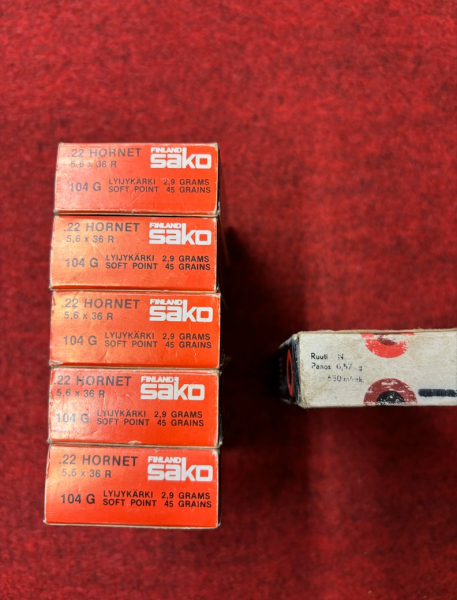 .22 HORNET
5,6 x 36 R
FINLAND
sako
104 G
LYIJYKÄRKI 2,9 GRAMS
SOFT POINT 45 GRAINS
.22 HORNET
5,6 x 36 R
FINLAND
sako
104 G
LYIJYKÄRKI 2,9 GRAMS
SOFT POINT 45 GRAINS
.22 HORNET
5,6 x 36 R
FINLAND
sako
104 G
LYIJYKÄRKI 2,9 GRAMS
SOFT POINT 45 GRAINS
.22 HORNET
5,6 x 36 R
FINLAND
sako
104 G
LYIJYKÄRKI 2,9 GRAMS
SOFT POINT 45 GRAINS
.22 HORNET
5,6 x 36 R
FINLAND
sako
104 G
LYIJYKÄRKI 2,9 GRAMS
SOFT POINT 45 GRAINS
Ruuti N
Panos g